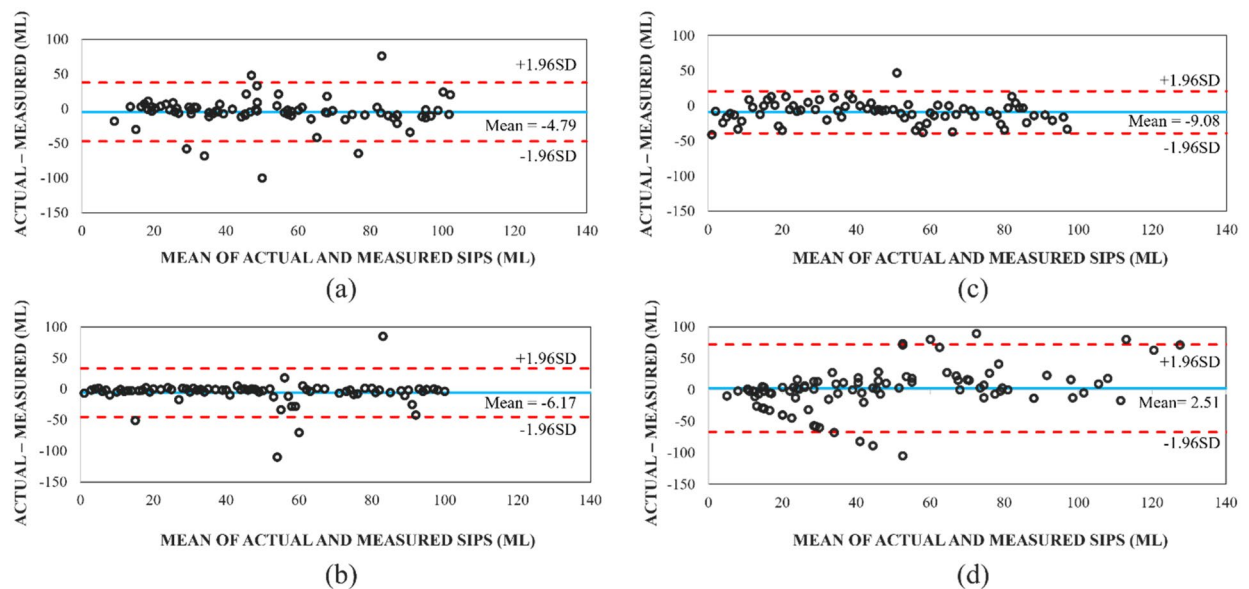 (a)
ACTUAL – MEASURED (ML)
100
50
0
-50
-100
-150
+1.96SD
Mean = -4.79
-1.96SD
0 20 40 60 80 100 120 140
MEAN OF ACTUAL AND MEASURED SIPS (ML)
(a)
(c)
ACTUAL – MEASURED (ML)
100
50
0
-50
-100
-150
+1.96SD
Mean = -9.08
-1.96SD
0 20 40 60 80 100 120 140
MEAN OF ACTUAL AND MEASURED SIPS (ML)
(c)
(b)
ACTUAL – MEASURED (ML)
100
50
0
-50
-100
-150
+1.96SD
Mean = -6.17
-1.96SD
0 20 40 60 80 100 120 140
MEAN OF ACTUAL AND MEASURED SIPS (ML)
(b)
(d)
ACTUAL – MEASURED (ML)
100
50
0
-50
-100
-150
+1.96SD
Mean= 2.51
-1.96SD
0 20 40 60 80 100 120 140
MEAN OF ACTUAL AND MEASURED SIPS (ML)
(d)